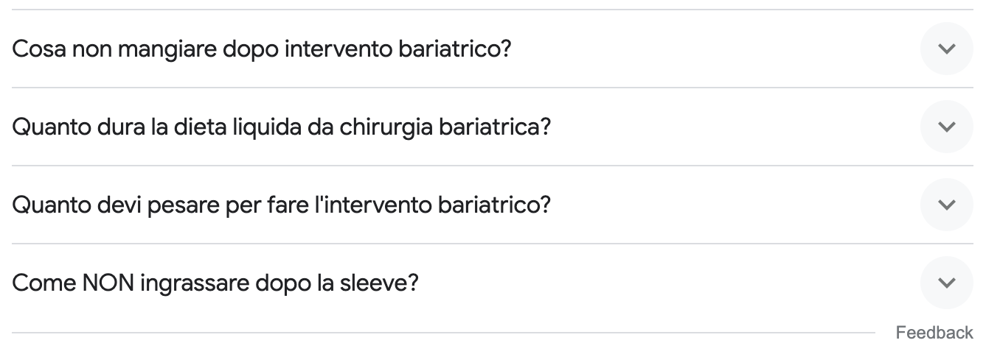 Cosa non mangiare dopo intervento bariatrico?
Quanto dura la dieta liquida da chirurgia bariatrica?
Quanto devi pesare per fare l'intervento bariatrico?
Come NON ingrassare dopo la sleeve?
Feedback